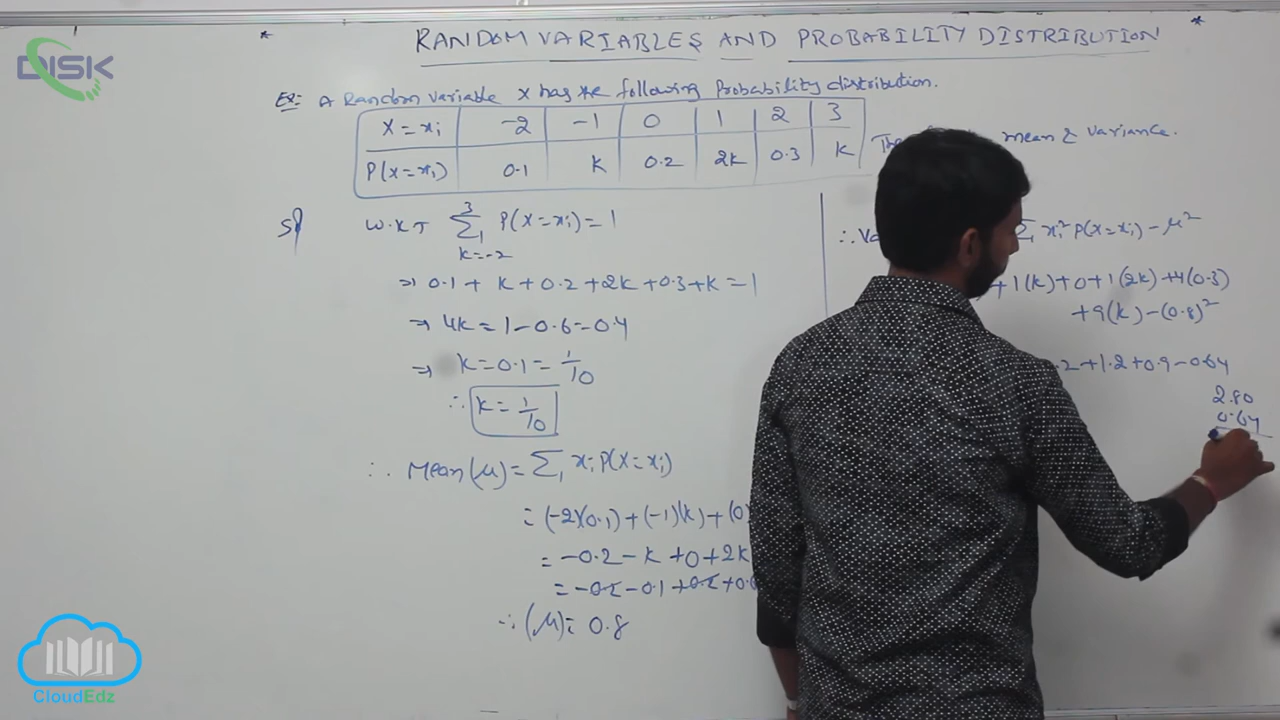 DISK
* RANDOM VARIABLES AND PROBABILITY DISTRIBUTION *
Ex: A Random variable X has the following Probability distribution.
X = xi -2 -1 0 1 2 3
P(X=xi) 0.1 K 0.2 2K 0.3 K
mean & variance.
W.K.T ∑ P(X=xi) = 1
3
K=-2
⇒ 0.1 + K + 0.2 + 2K + 0.3 + K = 1
⇒ 4K = 1 - 0.6 = 0.4
⇒ K = 0.1 = 1/10
∴ K = 1/10
∴ Mean (μ) = ∑ xi P(X=xi)
= (-2)(0.1) + (-1)(K) + (0)
= -0.2 - K + 0 + 2K
= -0.2 - 0.1 + 0.2 + 0.
∴ (μ) = 0.8
∑ xi² P(X=xi) - μ²
+ 1(K) + 0 + 1(2K) + 4(0.3)
+ 9(K) - (0.8)²
.2 + 1.2 + 0.9 - 0.64
2.80
0.64
CloudEdz